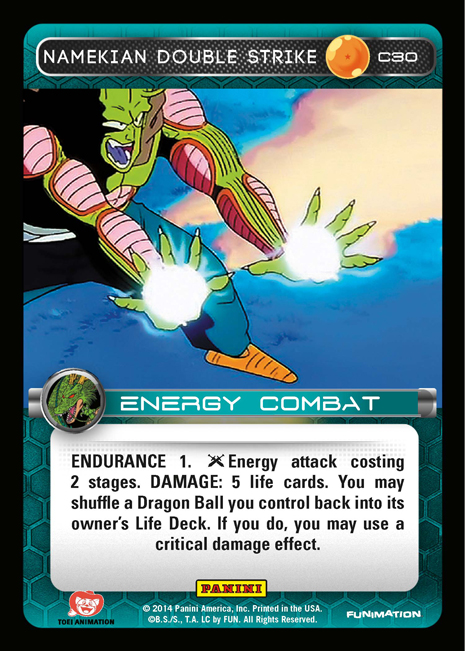 NAMEKIAN DOUBLE STRIKE C30
ENERGY COMBAT
ENDURANCE 1. Energy attack costing
2 stages. DAMAGE: 5 life cards. You may
shuffle a Dragon Ball you control back into its
owner's Life Deck. If you do, you may use a
critical damage effect.
PANINI
TOEI ANIMATION
© 2014 Panini America, Inc. Printed in the USA.
©B.S./S., T.A. LC by FUN. All Rights Reserved.
FUNIMATION